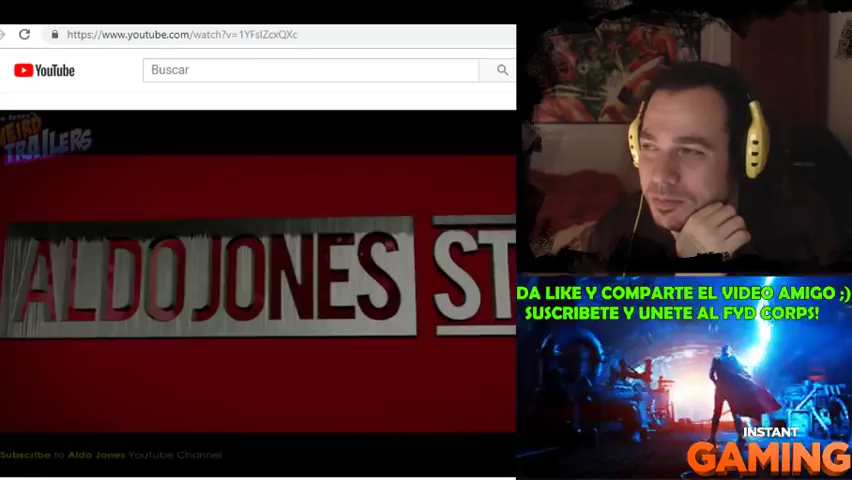 https://www.youtube.com/watch?v=1YFslZcxQXc
YouTube
Buscar
WEIRD
TRAILERS
ALDO JONES ST
Subscribe to Aldo Jones YouTube Channel
DA LIKE Y COMPARTE EL VIDEO AMIGO ;)
SUSCRIBETE Y UNETE AL FYD CORPS!
INSTANT
GAMING